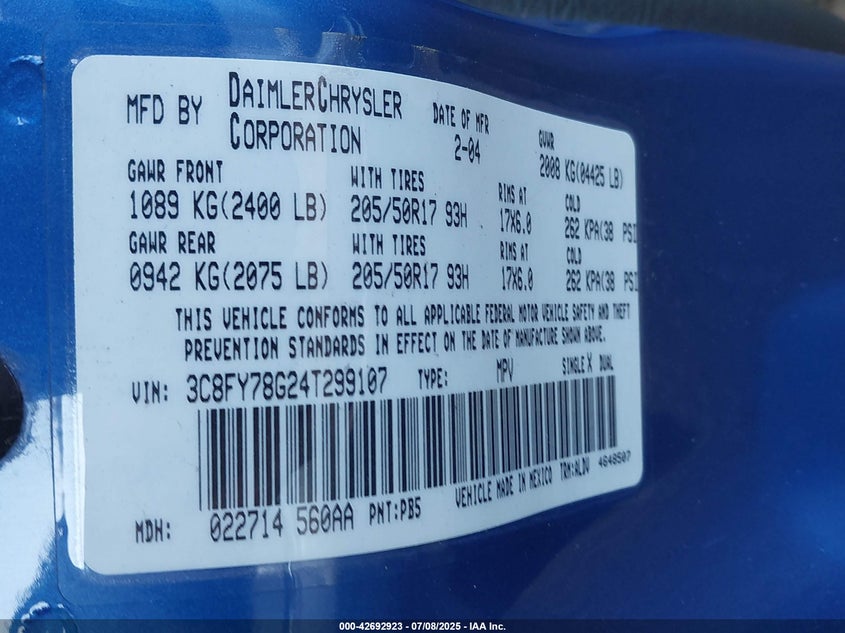 MFD BY DAIMLERCHRYSLER CORPORATION DATE OF MFR 2-04 GVWR 2008 KG(04425 LB)
GAWR FRONT WITH TIRES RIMS AT COLD
1089 KG(2400 LB) 205/50R17 93H 17X6.0 262 KPA(38 PSI
GAWR REAR WITH TIRES RIMS AT COLD
0942 KG(2075 LB) 205/50R17 93H 17X6.0 262 KPA(38 PSI
THIS VEHICLE CONFORMS TO ALL APPLICABLE FEDERAL MOTOR VEHICLE SAFETY AND THEFT
PREVENTION STANDARDS IN EFFECT ON THE DATE OF MANUFACTURE SHOWN ABOVE.
VIN: 3C8FY78G24T299107 TYPE: MPV SINGLE X DUAL
MDH: 022714 560AA PNT:PB5 VEHICLE MADE IN MEXICO TRM:ALDV 4648507
000-42692923 / 07/08/2025 - IAA Inc.